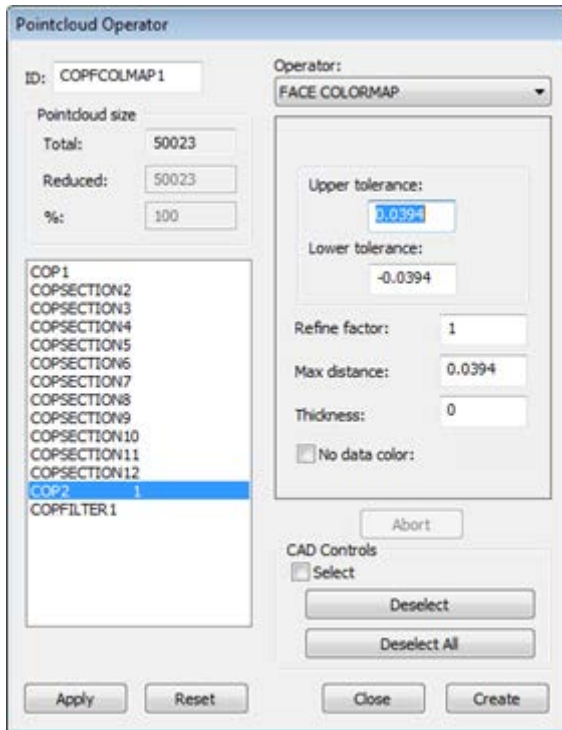 Pointcloud Operator
ID: COPFCOLMAP1
Operator:
FACE COLORMAP
Pointcloud size
Total: 50023
Reduced: 50023
%: 100
Upper tolerance:
0.0394
Lower tolerance:
-0.0394
Refine factor: 1
Max distance: 0.0394
Thickness: 0
No data color:
COP1
COPSECTION2
COPSECTION3
COPSECTION4
COPSECTION5
COPSECTION6
COPSECTION7
COPSECTION8
COPSECTION9
COPSECTION10
COPSECTION11
COPSECTION12
COP2 1
COPFILTER1
Abort
CAD Controls
Select
Deselect
Deselect All
Apply Reset Close Create